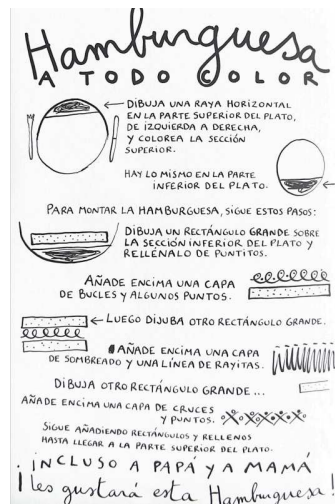 Hamburguesa
A TODO COLOR
DIBUJA UNA RAYA HORIZONTAL
EN LA PARTE SUPERIOR DEL PLATO,
DE IZQUIERDA A DERECHA,
Y COLOREA LA SECCIÓN
SUPERIOR.
HAY LO MISMO EN LA PARTE
INFERIOR DEL PLATO.
PARA MONTAR LA HAMBURGUESA, SIGUE ESTOS PASOS:
DIBUJA UN RECTÁNGULO GRANDE SOBRE
LA SECCIÓN INFERIOR DEL PLATO Y
RELLÉNALO DE PUNTITOS.
AÑADE ENCIMA UNA CAPA
DE BUCLES Y ALGUNOS PUNTOS.
LUEGO DIJUBA OTRO RECTÁNGULO GRANDE.
AÑADE ENCIMA UNA CAPA
DE SOMBREADO Y UNA LÍNEA DE RAYITAS.
DIBUJA OTRO RECTÁNGULO GRANDE...
AÑADE ENCIMA UNA CAPA DE CRUCES
Y PUNTOS.
SIGUE AÑADIENDO RECTÁNGULOS Y RELLENOS
HASTA LLEGAR A LA PARTE SUPERIOR DEL PLATO.
¡INCLUSO A PAPÁ Y A MAMÁ
les gustará esta Hamburguesa!